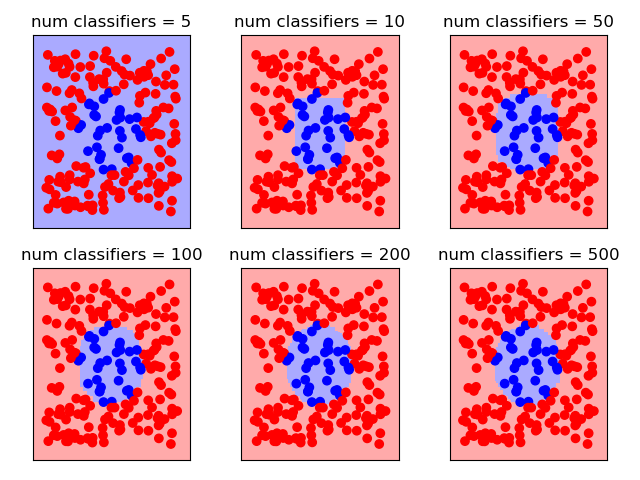 num classifiers = 5
num classifiers = 10
num classifiers = 50
num classifiers = 100
num classifiers = 200
num classifiers = 500